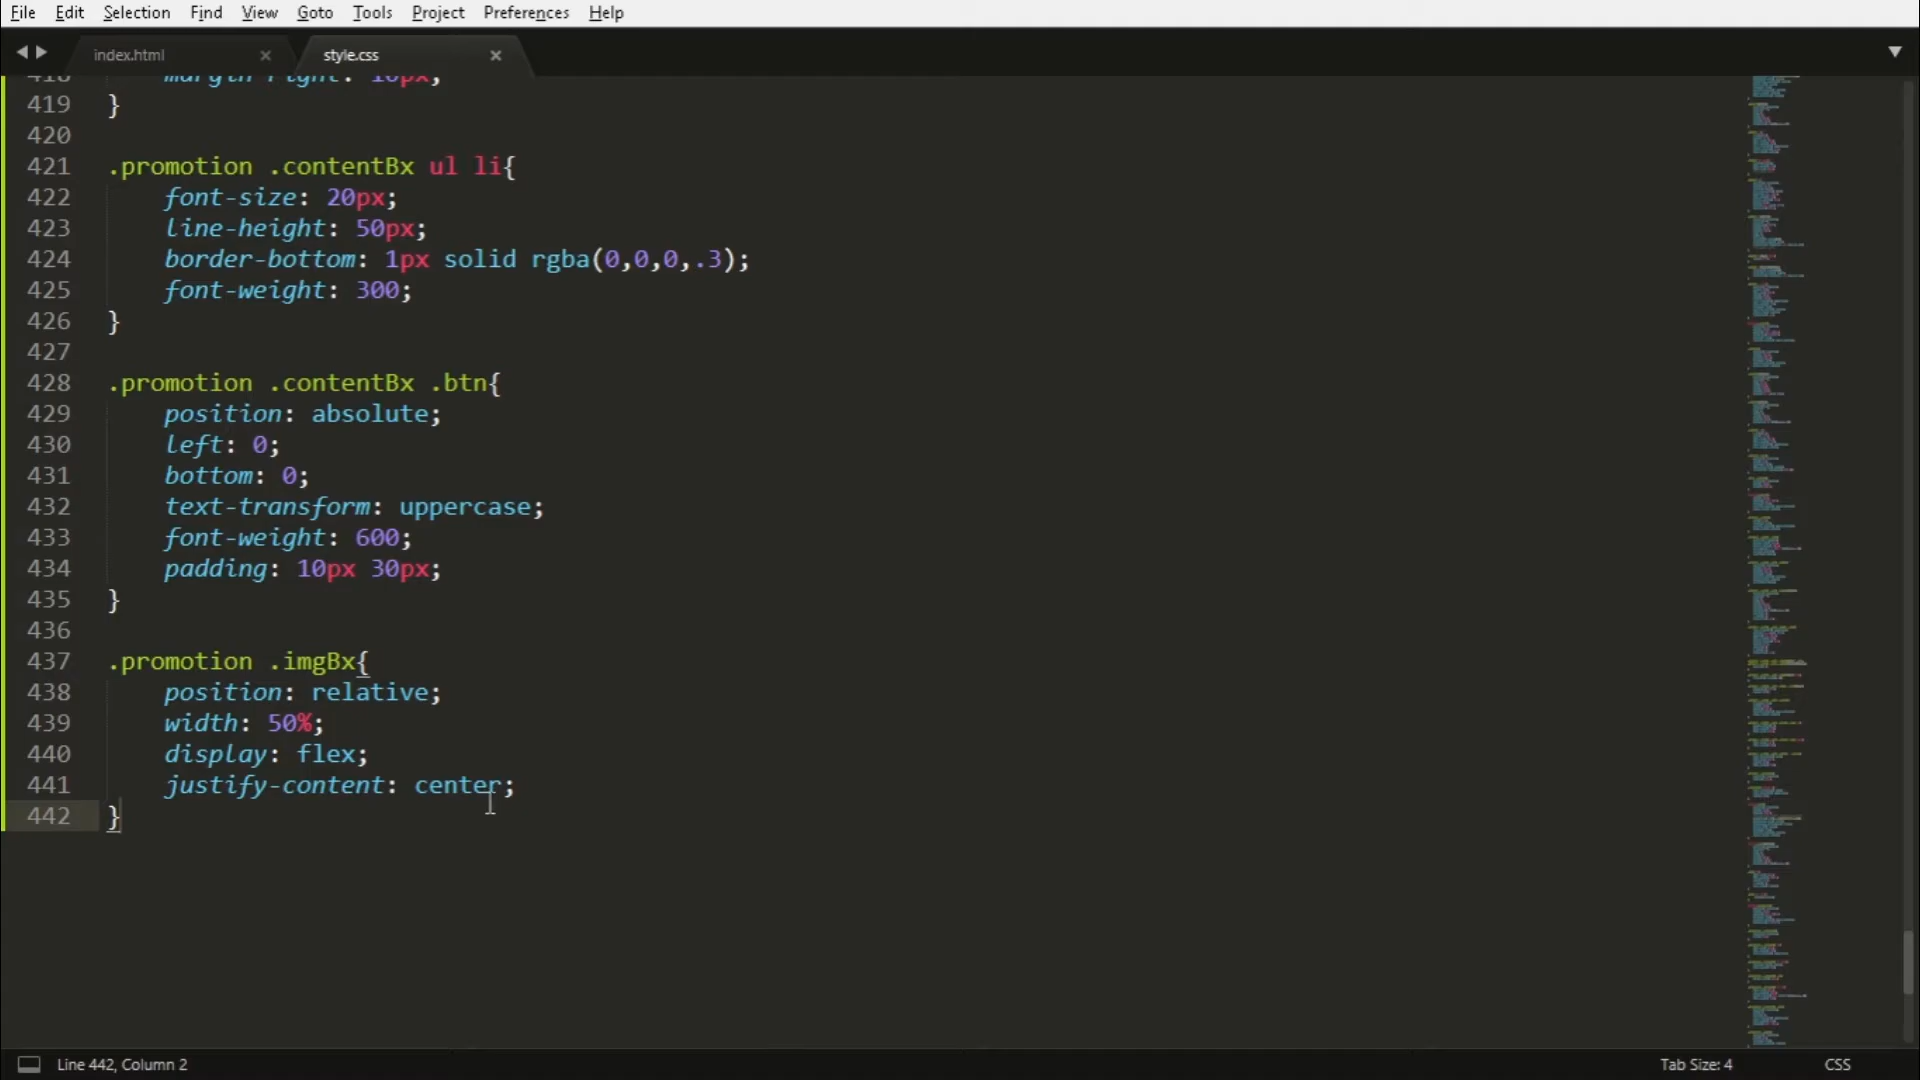 File Edit Selection Find View Goto Tools Project Preferences Help
index.html style.css
418 margin-right: 10px;
419 }
420
421 .promotion .contentBx ul li{
422 font-size: 20px;
423 line-height: 50px;
424 border-bottom: 1px solid rgba(0,0,0,.3);
425 font-weight: 300;
426 }
427
428 .promotion .contentBx .btn{
429 position: absolute;
430 left: 0;
431 bottom: 0;
432 text-transform: uppercase;
433 font-weight: 600;
434 padding: 10px 30px;
435 }
436
437 .promotion .imgBx{
438 position: relative;
439 width: 50%;
440 display: flex;
441 justify-content: center;
442 }
Line 442, Column 2 Tab Size: 4 CSS